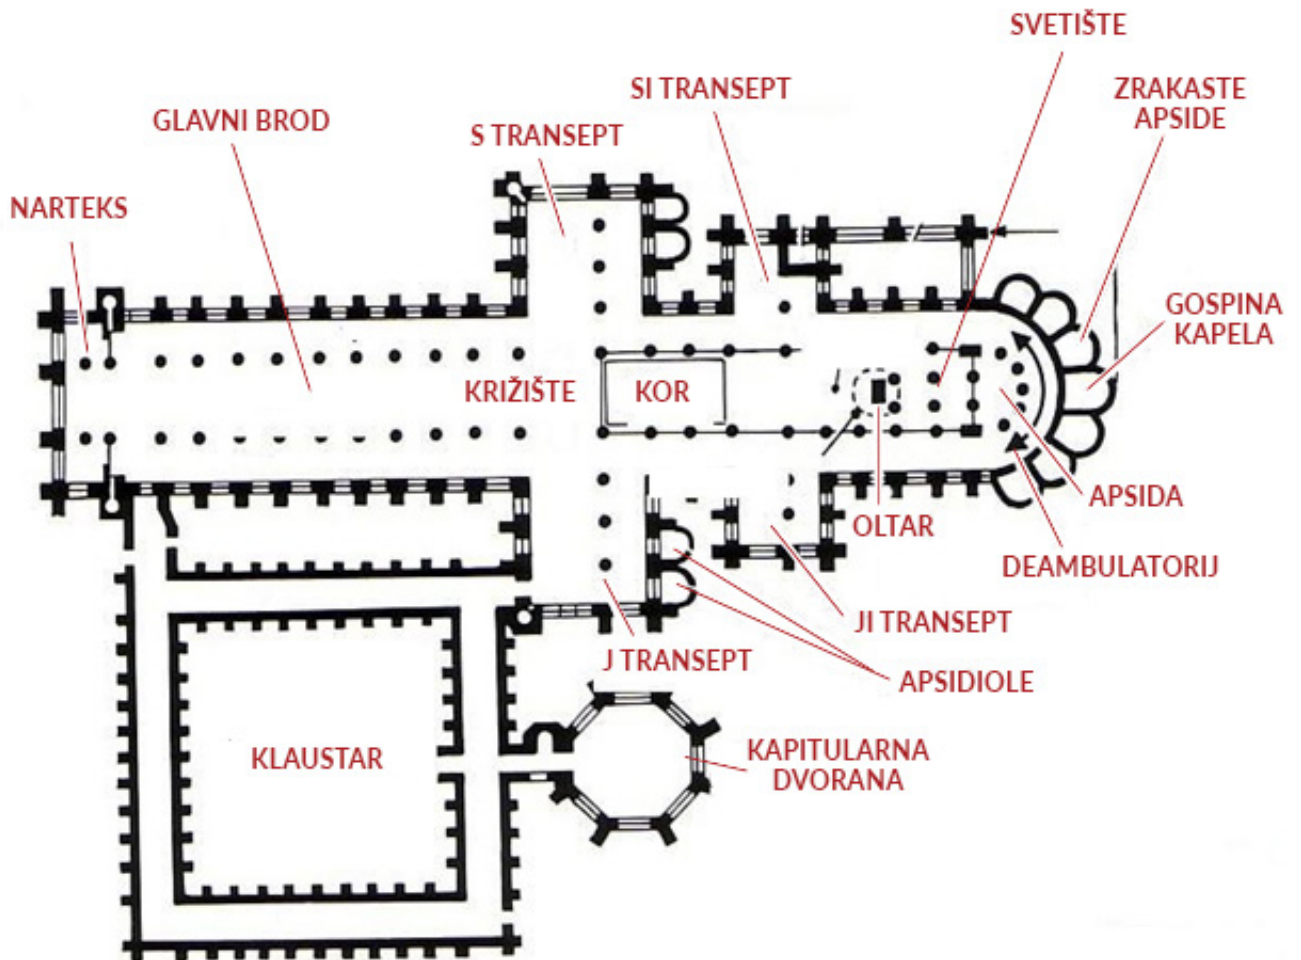 SVETIŠTE
SI TRANSEPT
ZRAKASTE
APSIDE
GLAVNI BROD
S TRANSEPT
NARTEKS
GOSPINA
KAPELA
KRIŽIŠTE
KOR
APSIDA
OLTAR
DEAMBULATORIJ
JI TRANSEPT
J TRANSEPT
APSIDIOLE
KLAUSTAR
KAPITULARNA
DVORANA